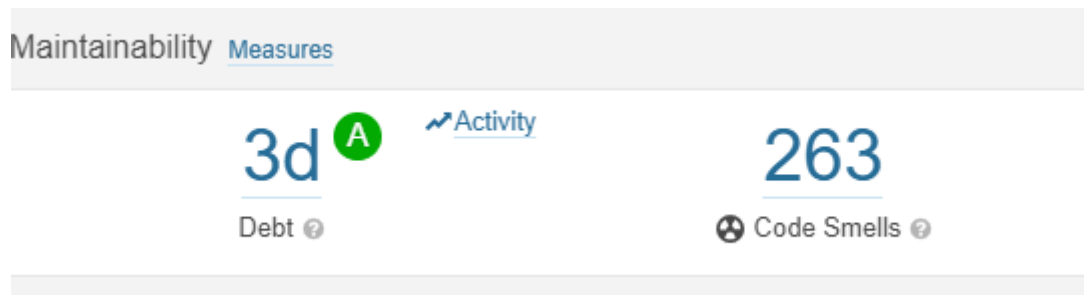 Maintainability Measures
3d A
Activity
263
Debt ?
Code Smells ?